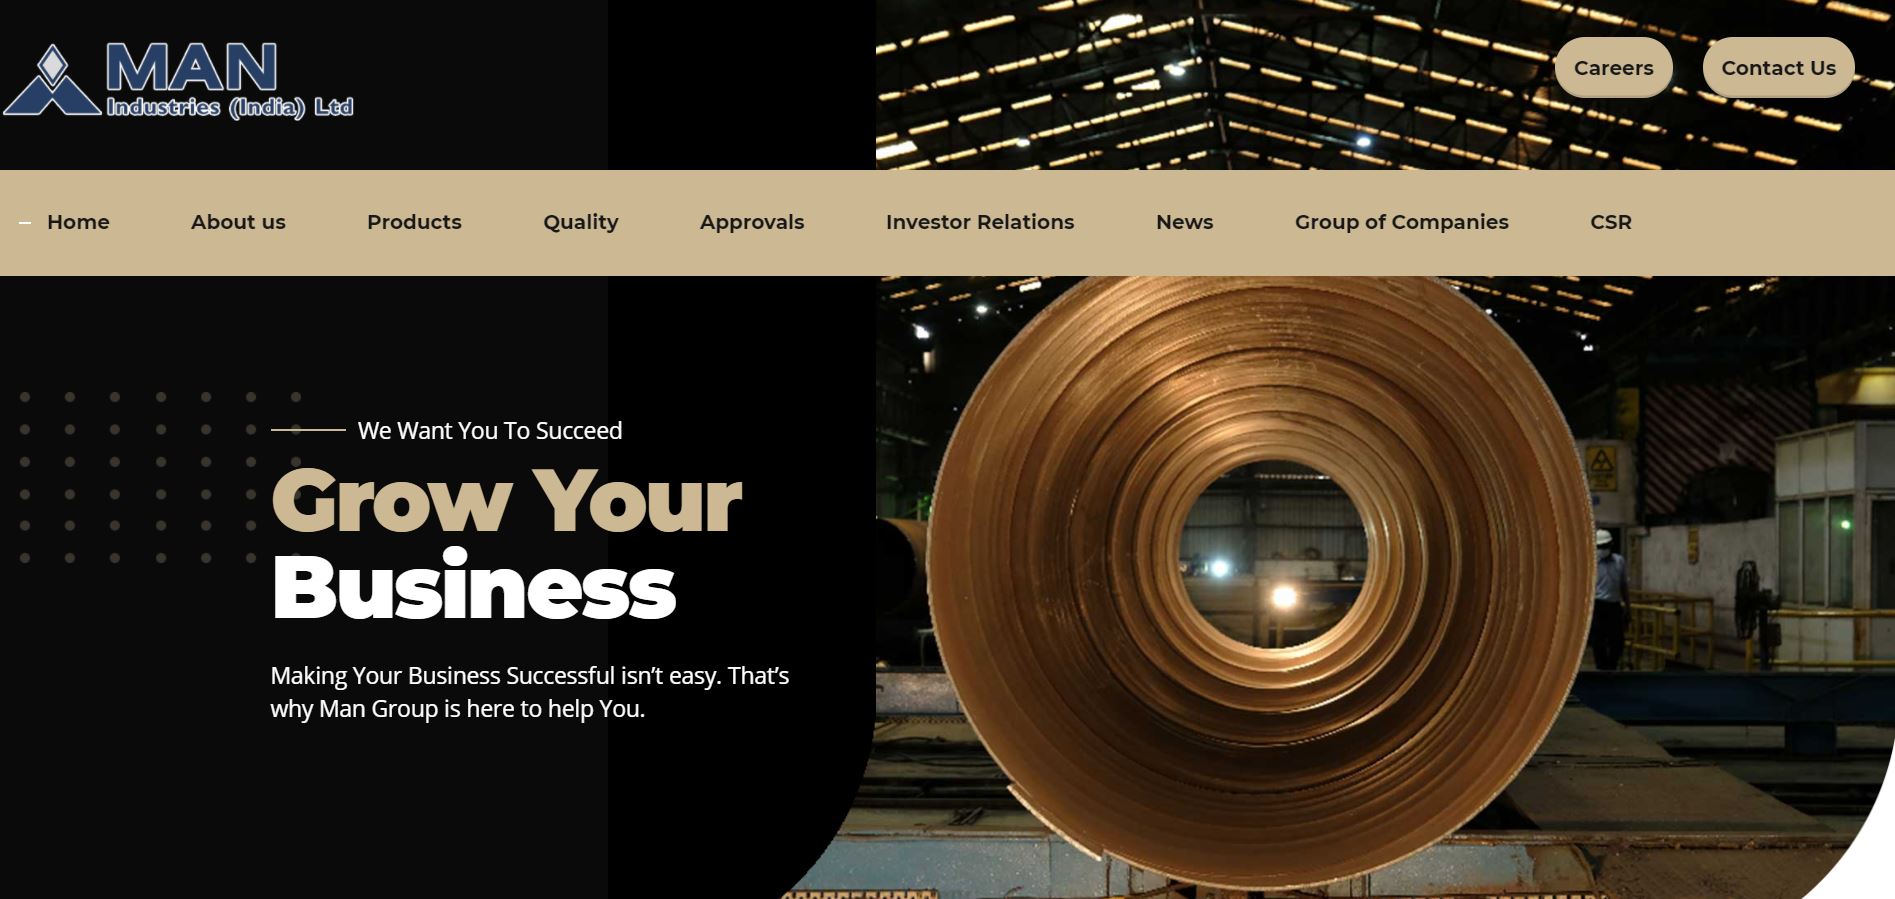 MAN
Industries (India) Ltd
Careers
Contact Us
Home
About us
Products
Quality
Approvals
Investor Relations
News
Group of Companies
CSR
We Want You To Succeed
Grow Your
Business
Making Your Business Successful isn’t easy. That’s
why Man Group is here to help You.